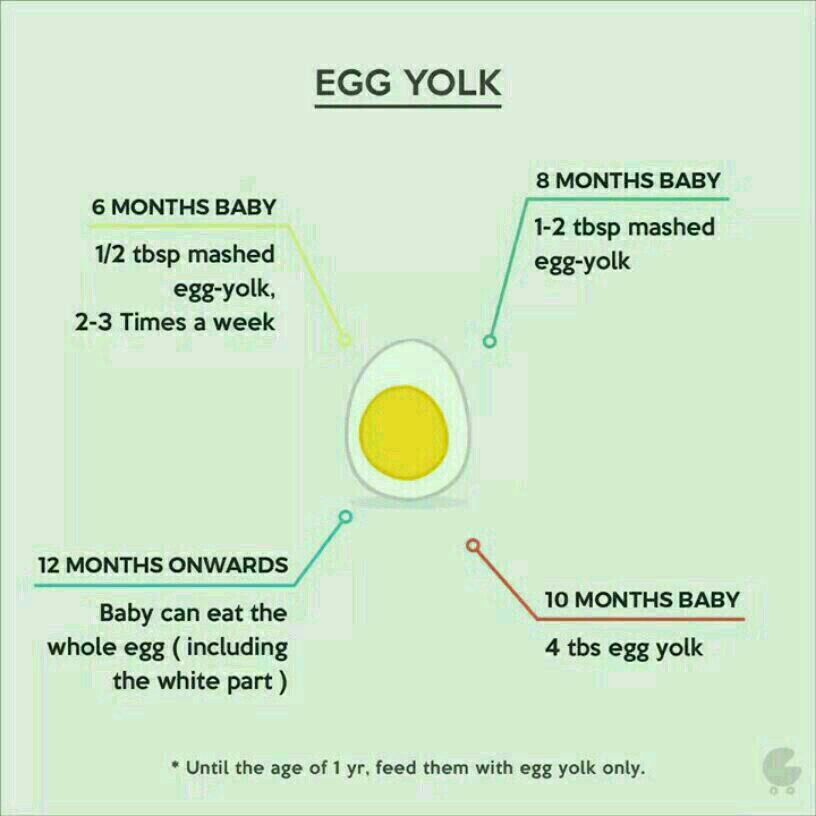 EGG YOLK
6 MONTHS BABY
1/2 tbsp mashed
egg-yolk,
2-3 Times a week
8 MONTHS BABY
1-2 tbsp mashed
egg-yolk
12 MONTHS ONWARDS
Baby can eat the
whole egg ( including
the white part )
10 MONTHS BABY
4 tbs egg yolk
* Until the age of 1 yr, feed them with egg yolk only.